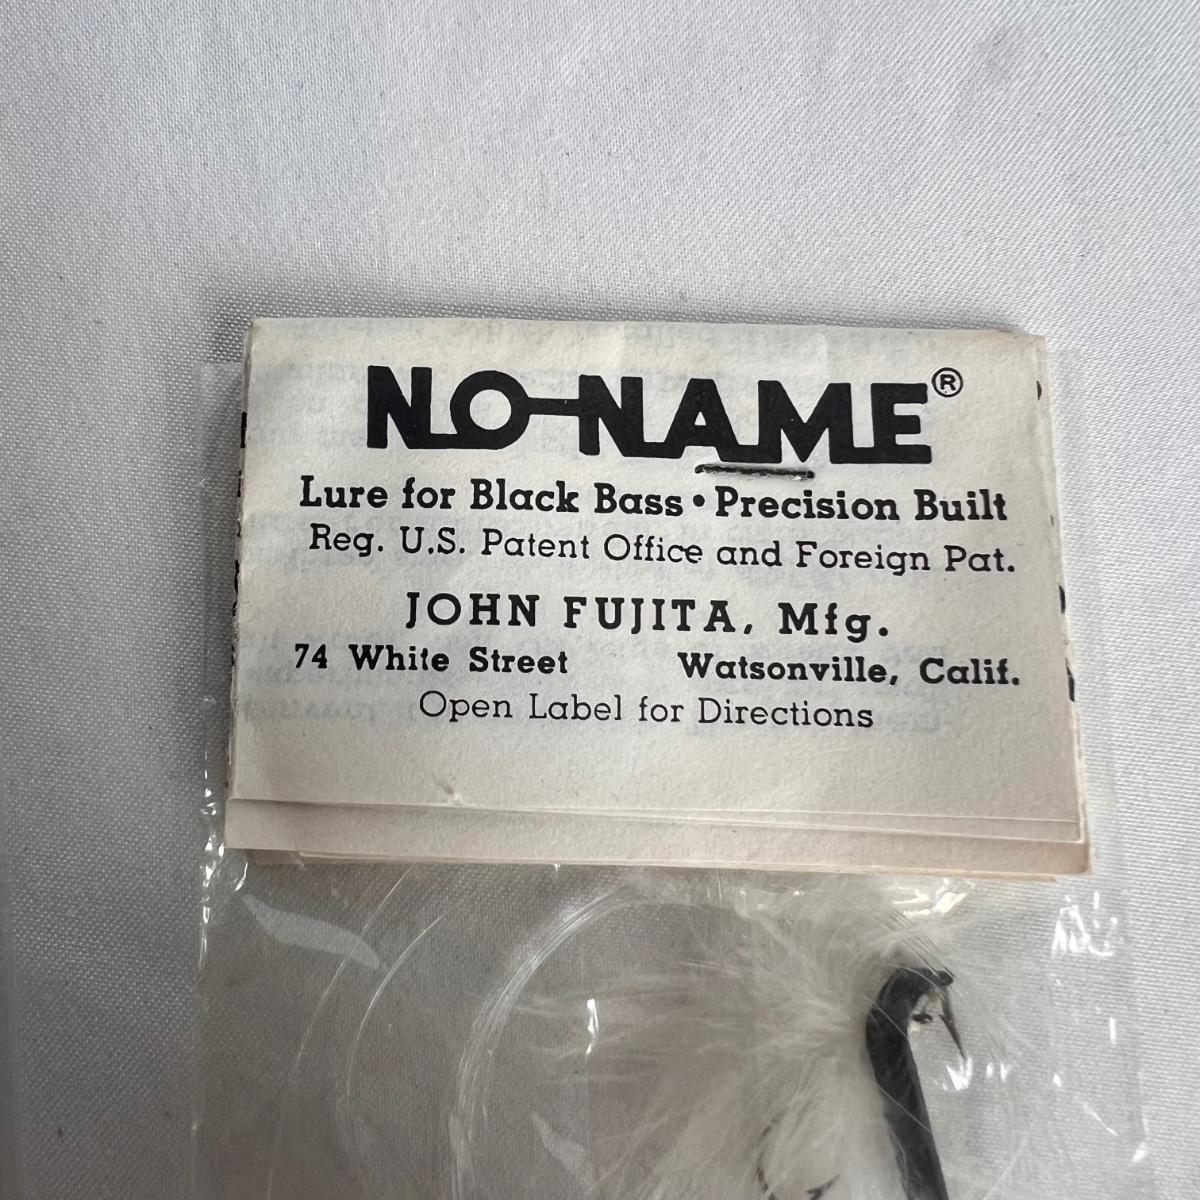 NO-NAME®
Lure for Black Bass • Precision Built
Reg. U.S. Patent Office and Foreign Pat.
JOHN FUJITA, Mfg.
74 White Street Watsonville, Calif.
Open Label for Directions